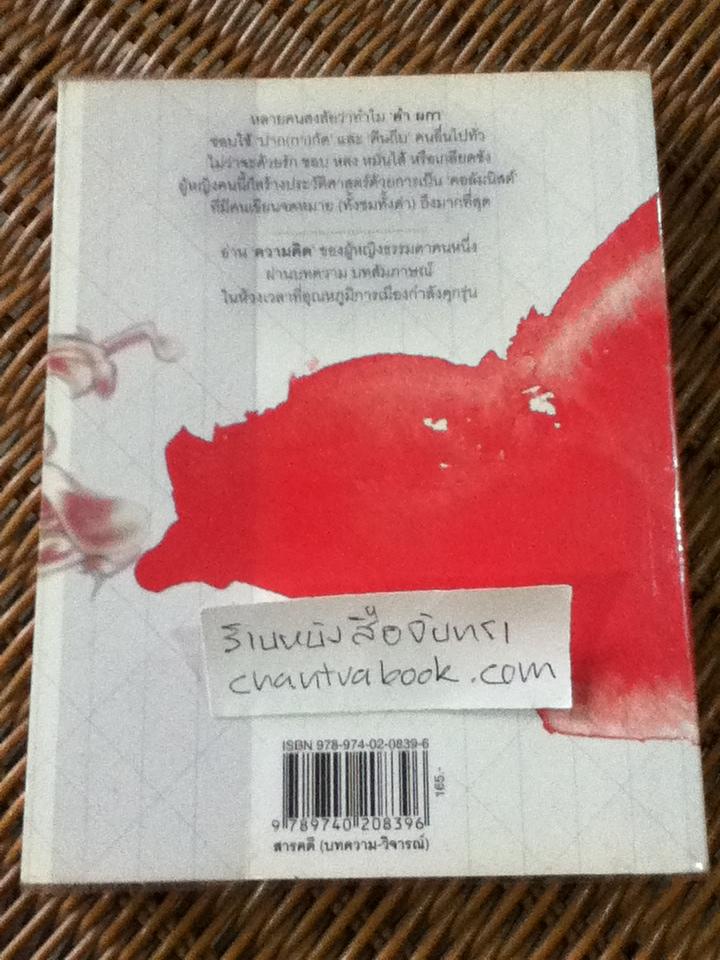 หลายคนสงสัยว่าทำไม 'คำ ผกา'
ชอบใช้ 'ปาก(กา)กัด' และ 'ตีนถีบ' คนอื่นไปทั่ว
ไม่ว่าจะด้วยรัก ชอบ หลง หมั่นไส้ หรือเกลียดชัง
ผู้หญิงคนนี้ก็สร้างประวัติศาสตร์ด้วยการเป็น 'คอลัมนิสต์'
ที่มีคนเขียนจดหมาย (ทั้งชมทั้งด่า) ถึงมากที่สุด
อ่าน 'ความคิด' ของผู้หญิงธรรมดาคนหนึ่ง
ผ่านบทความ บทสัมภาษณ์
ในห้วงเวลาที่อุณหภูมิการเมืองกำลังคุกรุ่น
ร้านหนังสือจันทรา
chantrabook.com
ISBN 978-974-02-0839-6
165.-
9 789740 208396
สารคดี (บทความ-วิจารณ์)